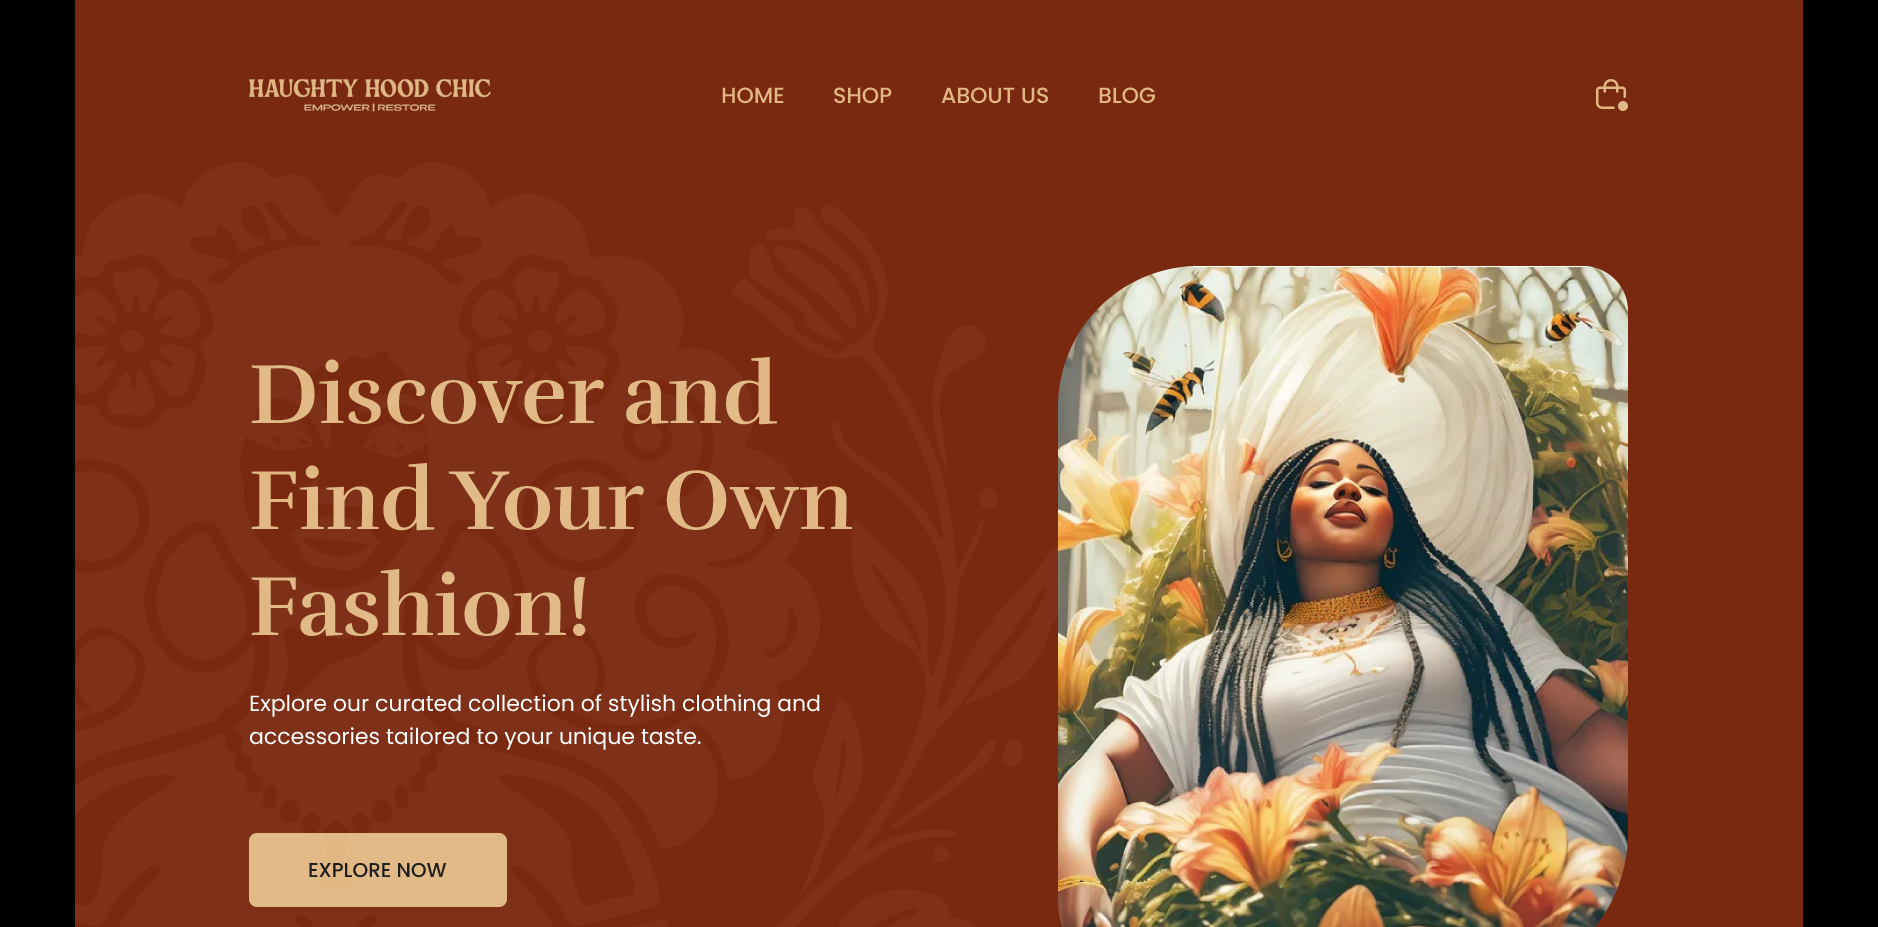 HAUGHTY HOOD CHIC
EMPOWER | RESTORE
HOME SHOP ABOUT US BLOG
Discover and
Find Your Own
Fashion!
Explore our curated collection of stylish clothing and
accessories tailored to your unique taste.
EXPLORE NOW